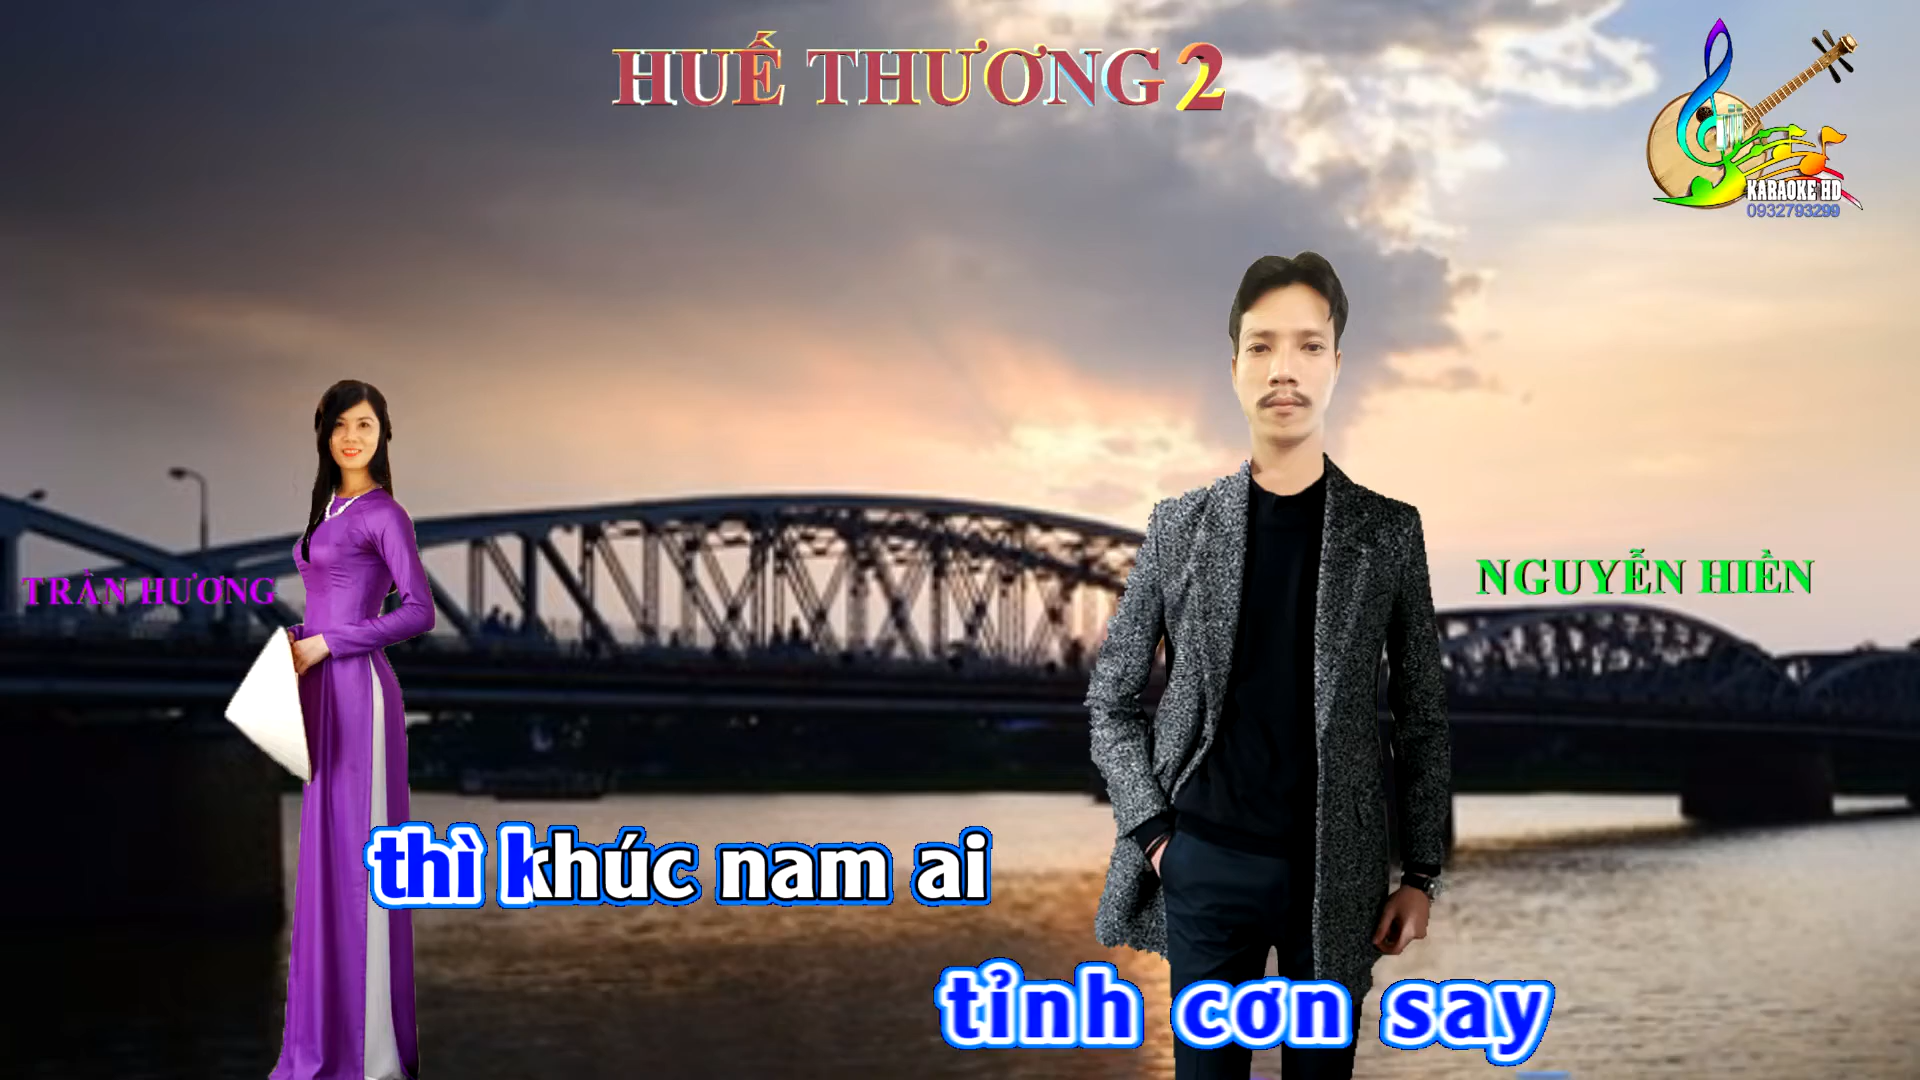 HUẾ THƯƠNG 2
KARAOKE HD
0932793299
TRẦN HƯƠNG
NGUYỄN HIỀN
thì khúc nam ai
tỉnh cơn say